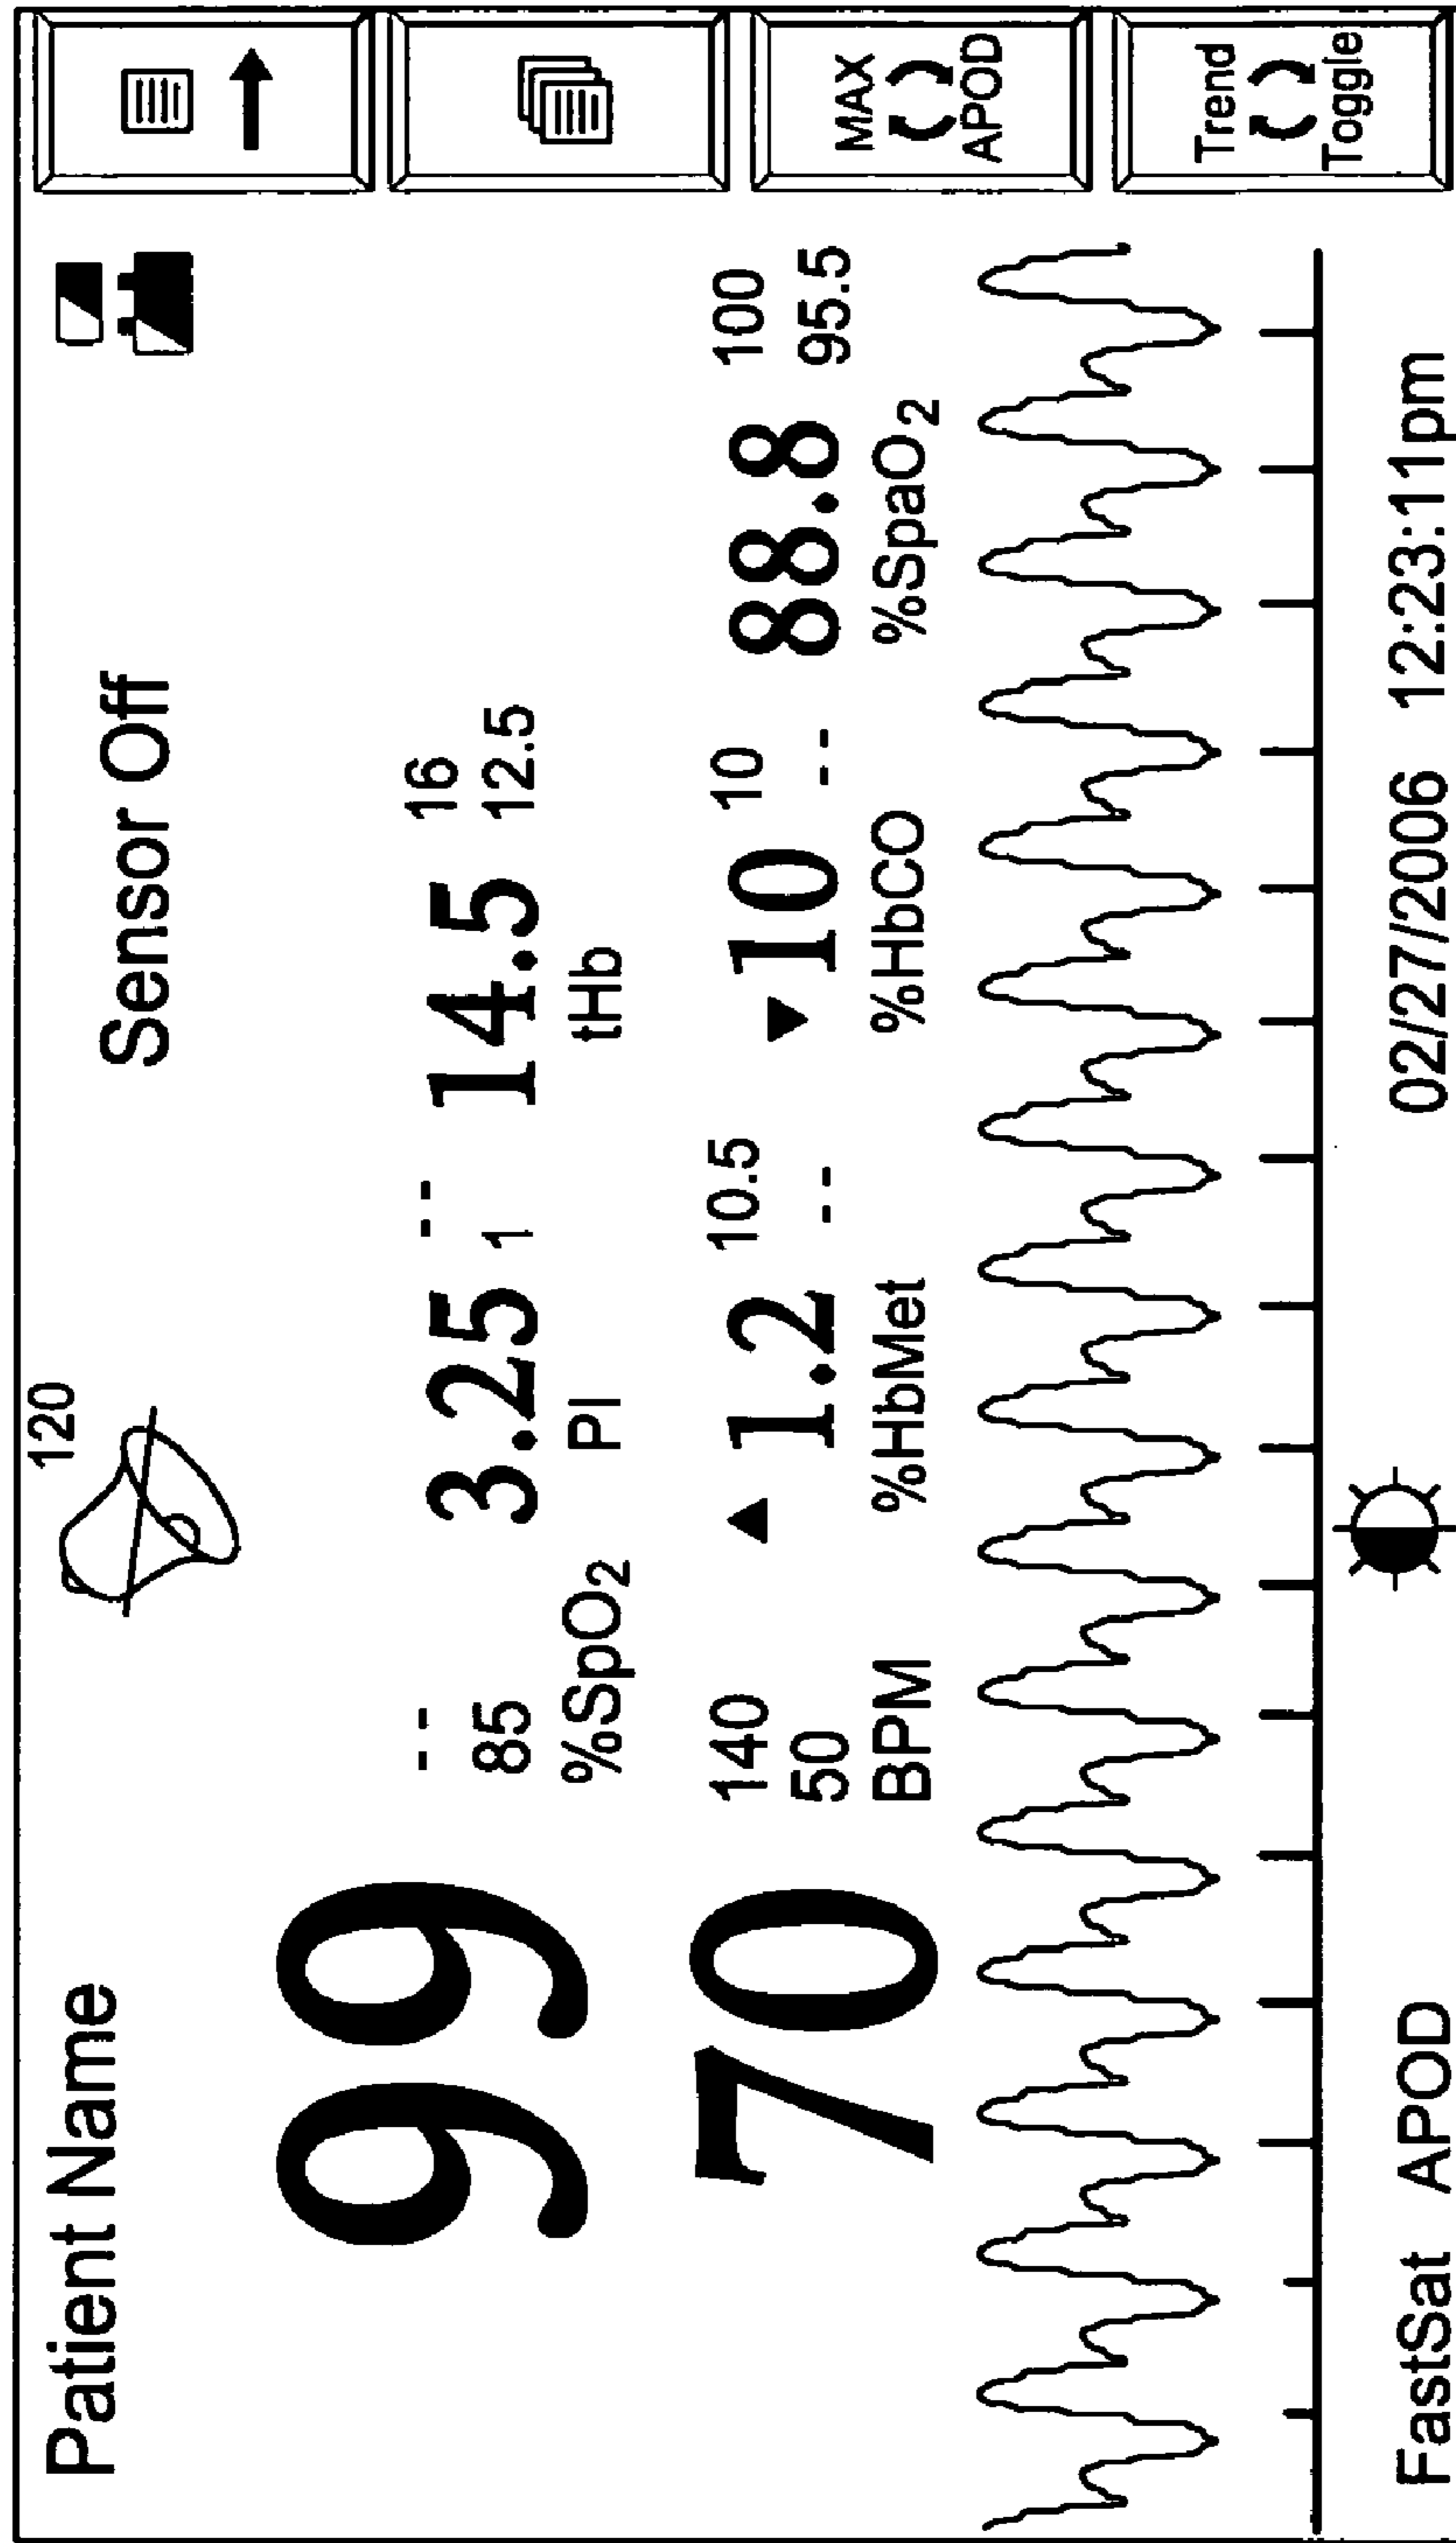 Patient Name
120
Sensor Off
99
--
85
%SpO₂
3.25
--
1
PI
14.5
16
12.5
tHb
70
140
50
BPM
1.2
10.5
--
%HbMet
10
10
--
%HbCO
88.8
100
95.5
%SpaO₂
FastSat APOD
02/27/2006 12:23:11pm
MAX
APOD
Trend
Toggle